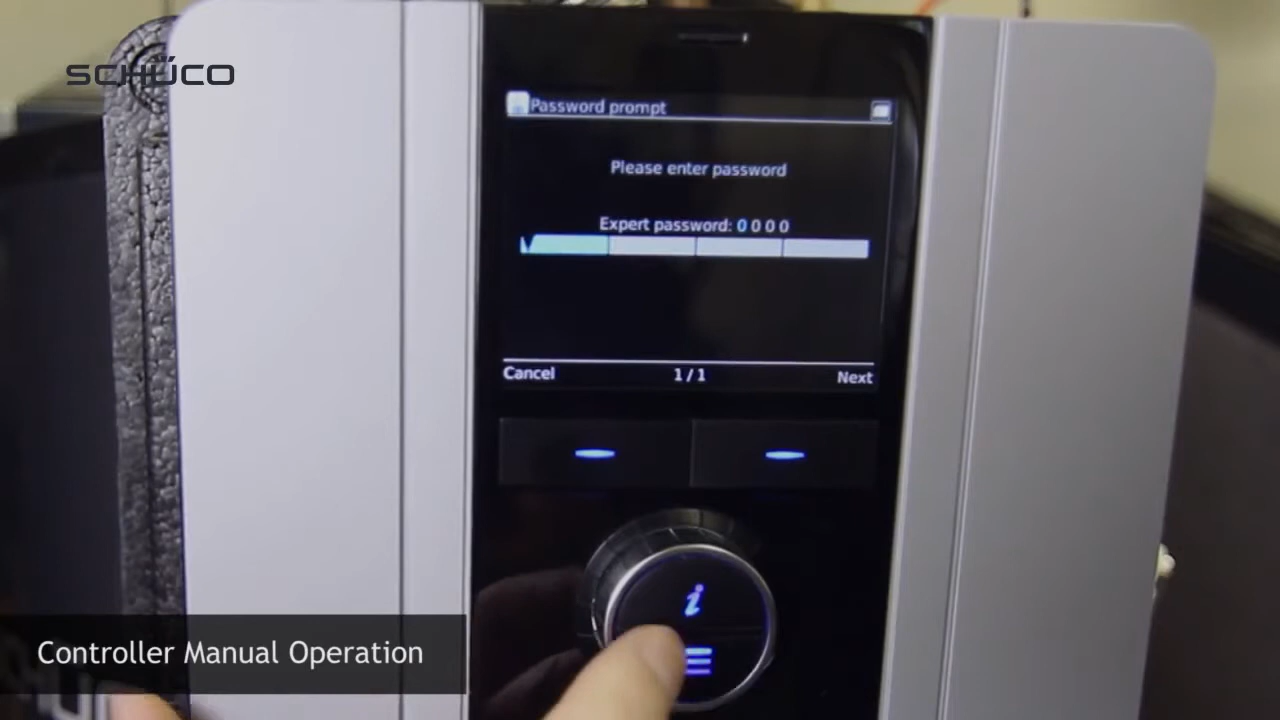 SCHÜCO
Password prompt
Please enter password
Expert password: 0 0 0 0
Cancel 1 / 1 Next
i
Controller Manual Operation